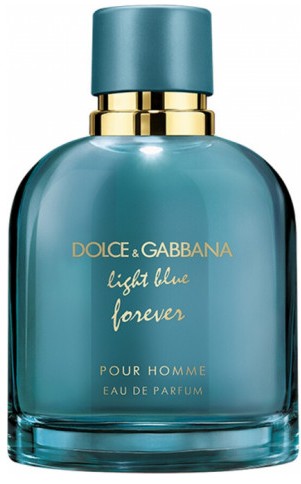 DOLCE & GABBANA
light blue
forever
POUR HOMME
EAU DE PARFUM